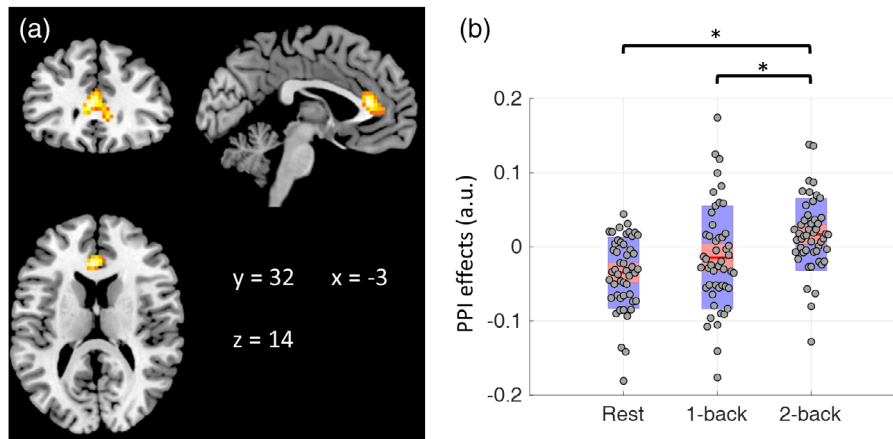 (a)
y = 32 x = -3
z = 14
(b)
*
*
PPI effects (a.u.)
0.2
0.1
0
-0.1
-0.2
Rest 1-back 2-back